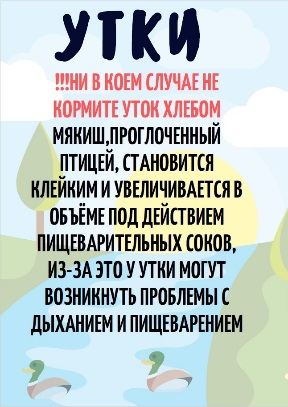 УТКИ
!!!НИ В КОЕМ СЛУЧАЕ НЕ
КОРМИТЕ УТОК ХЛЕБОМ
МЯКИШ,ПРОГЛОЧЕННЫЙ
ПТИЦЕЙ, СТАНОВИТСЯ
КЛЕЙКИМ И УВЕЛИЧИВАЕТСЯ В
ОБЪЁМЕ ПОД ДЕЙСТВИЕМ
ПИЩЕВАРИТЕЛЬНЫХ СОКОВ,
ИЗ-ЗА ЭТО У УТКИ МОГУТ
ВОЗНИКНУТЬ ПРОБЛЕМЫ С
ДЫХАНИЕМ И ПИЩЕВАРЕНИЕМ